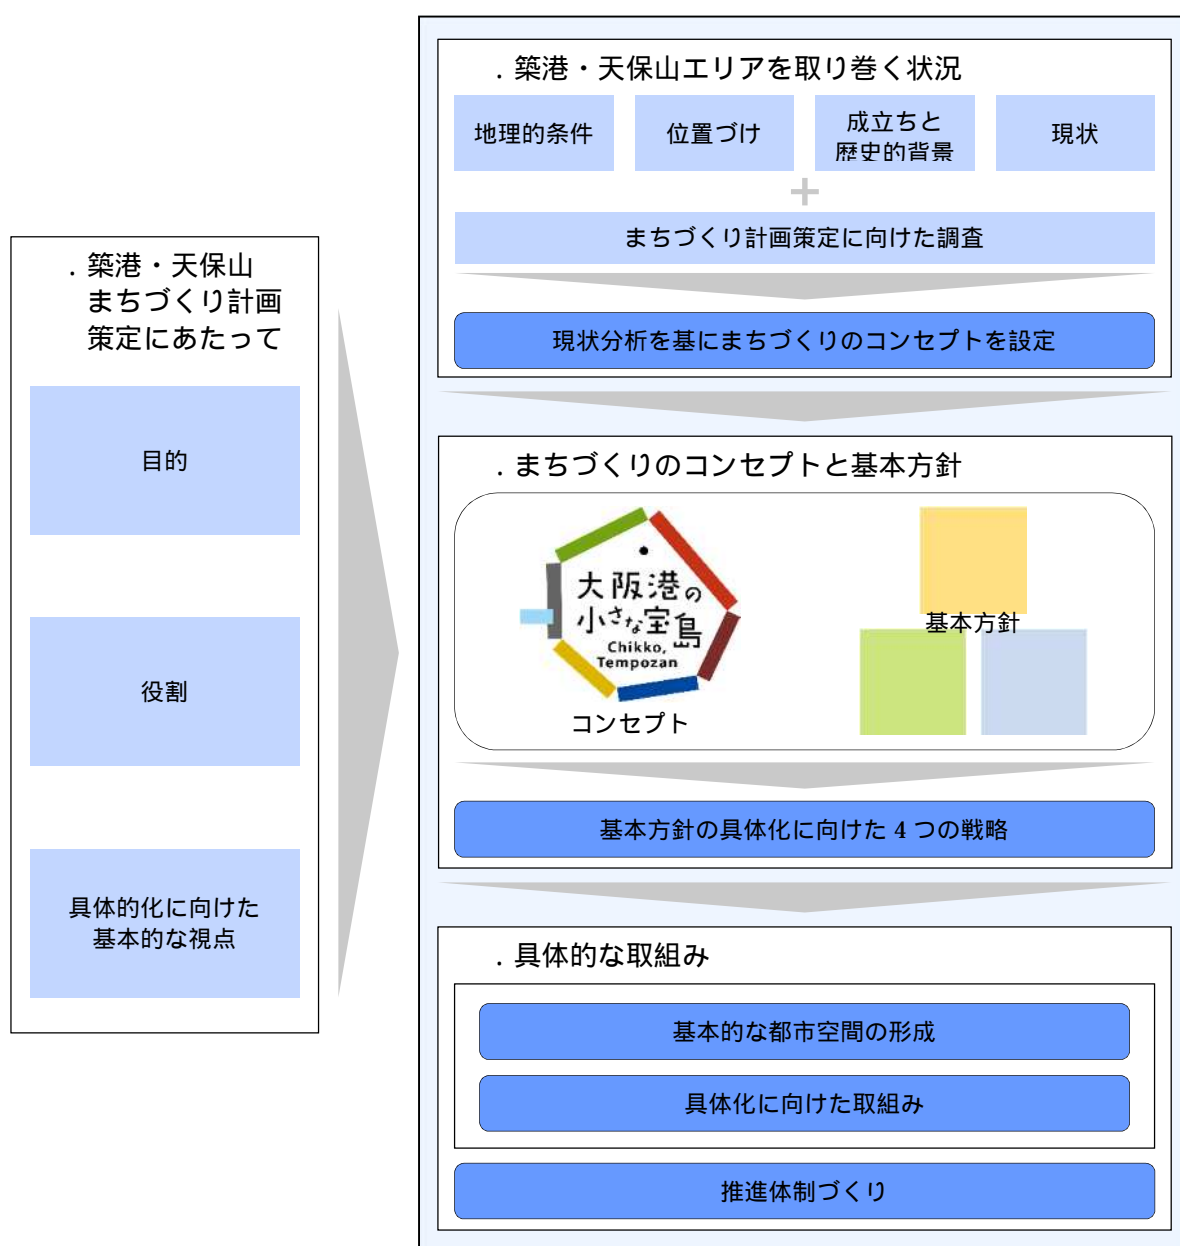 . 築港・天保山
まちづくり計画
策定にあたって
目的
役割
具体的化に向けた
基本的な視点
. 築港・天保山エリアを取り巻く状況
地理的条件
位置づけ
成立ちと
歴史的背景
現状
+
まちづくり計画策定に向けた調査
現状分析を基にまちづくりのコンセプトを設定
. まちづくりのコンセプトと基本方針
大阪港の
小さな宝島
Chikko,
Tempozan
コンセプト
基本方針
基本方針の具体化に向けた 4 つの戦略
. 具体的な取組み
基本的な都市空間の形成
具体化に向けた取組み
推進体制づくり